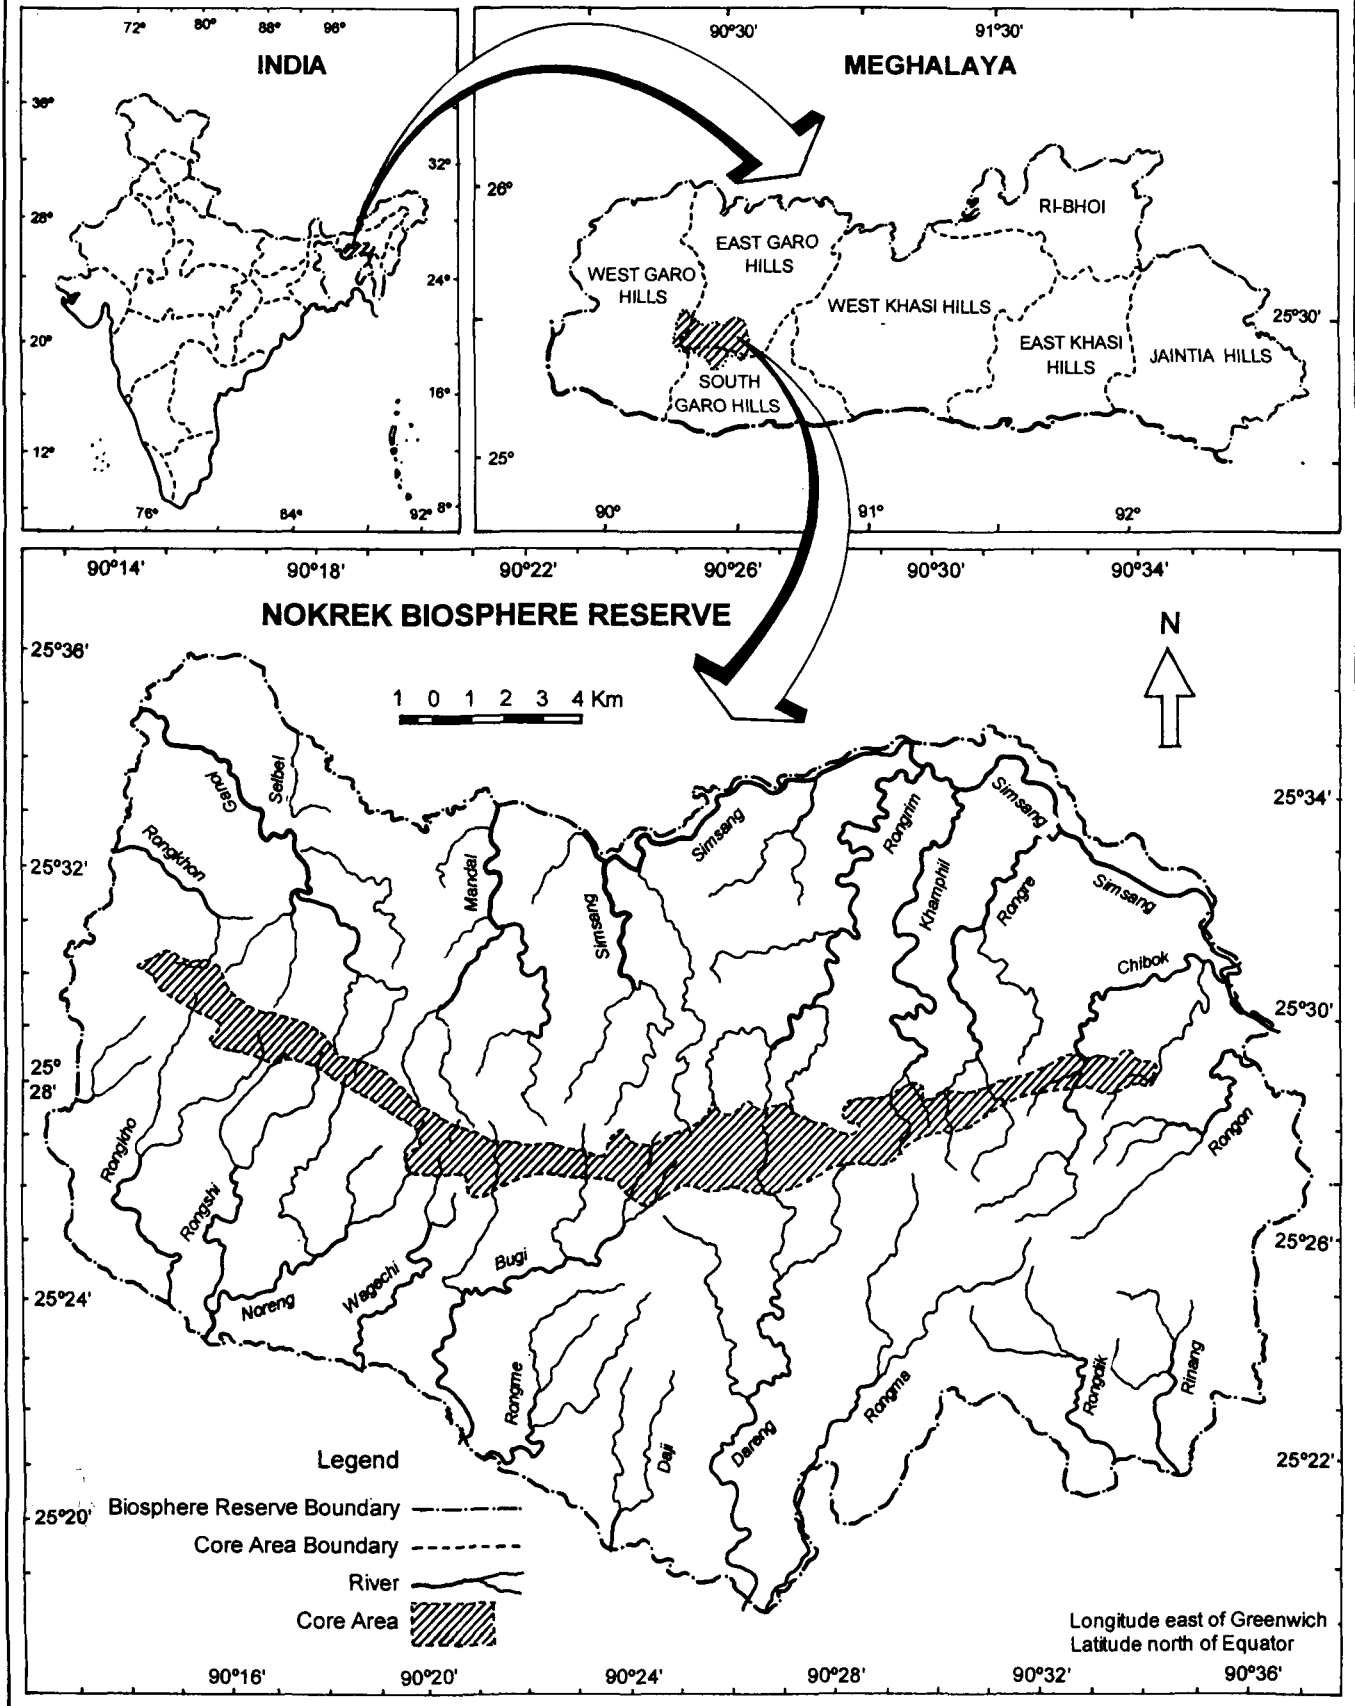 72° 80° 88° 96°
INDIA
36°
32°
28°
24°
20°
16°
12°
8°
76° 84° 92°
90°30' 91°30'
MEGHALAYA
26°
RI-BHOI
EAST GARO
HILLS
WEST GARO
HILLS
WEST KHASI HILLS
25°30'
EAST KHASI
HILLS
JAINTIA HILLS
SOUTH
GARO HILLS
25°
90° 91° 92°
90°14' 90°18' 90°22' 90°26' 90°30' 90°34'
NOKREK BIOSPHERE RESERVE
N
25°36'
1 0 1 2 3 4 Km
Ganol
Selbel
Simsang
Rongrim
Simsang
25°34'
Rongkhon
25°32'
Mandal
Simsang
Khamphil
Rongre
Simsang
Chibok
25°30'
25°
28'
Rongkho
Rongon
Rongshi
25°26'
Bugi
Wagechi
25°24'
Noreng
Rongme
Rongma
Rongdik
Rinang
Daji
Dareng
25°22'
Legend
Biosphere Reserve Boundary
25°20'
Core Area Boundary
River
Core Area
Longitude east of Greenwich
Latitude north of Equator
90°16' 90°20' 90°24' 90°28' 90°32' 90°36'